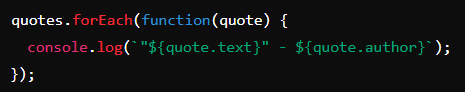 quotes.forEach(function(quote) {
  console.log(`"${quote.text}" - ${quote.author}`);
});